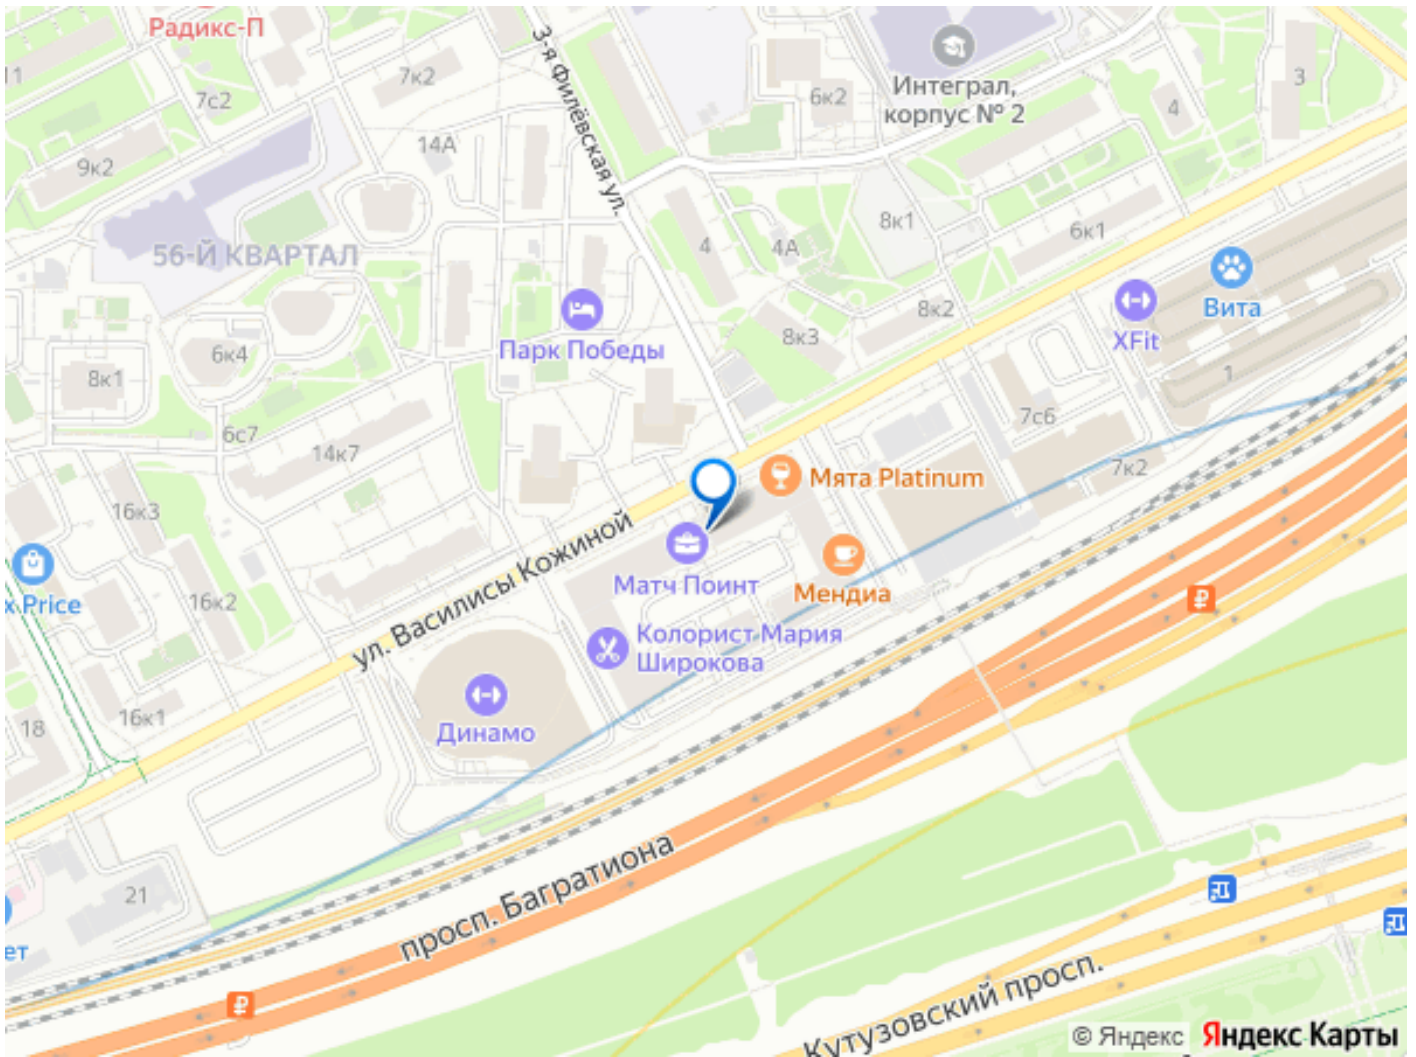 Радикс-П
11
7к2
7с2
3-я Филёвская ул.
6к2
Интеграл,
корпус № 2
3
4
14А
9к2
56-Й КВАРТАЛ
4
4А
8к1
6к1
Вита
Парк Победы
8к3
8к2
XFit
6к4
8к1
1
6с7
14к7
7с6
7к2
Мята Platinum
16к3
ул. Василисы Кожиной
Матч Поинт
Мендиа
x Price
16к2
Колорист Мария
Широкова
16к1
18
Динамо
просп. Багратиона
21
ет
Кутузовский просп.
© Яндекс Яндекс Карты